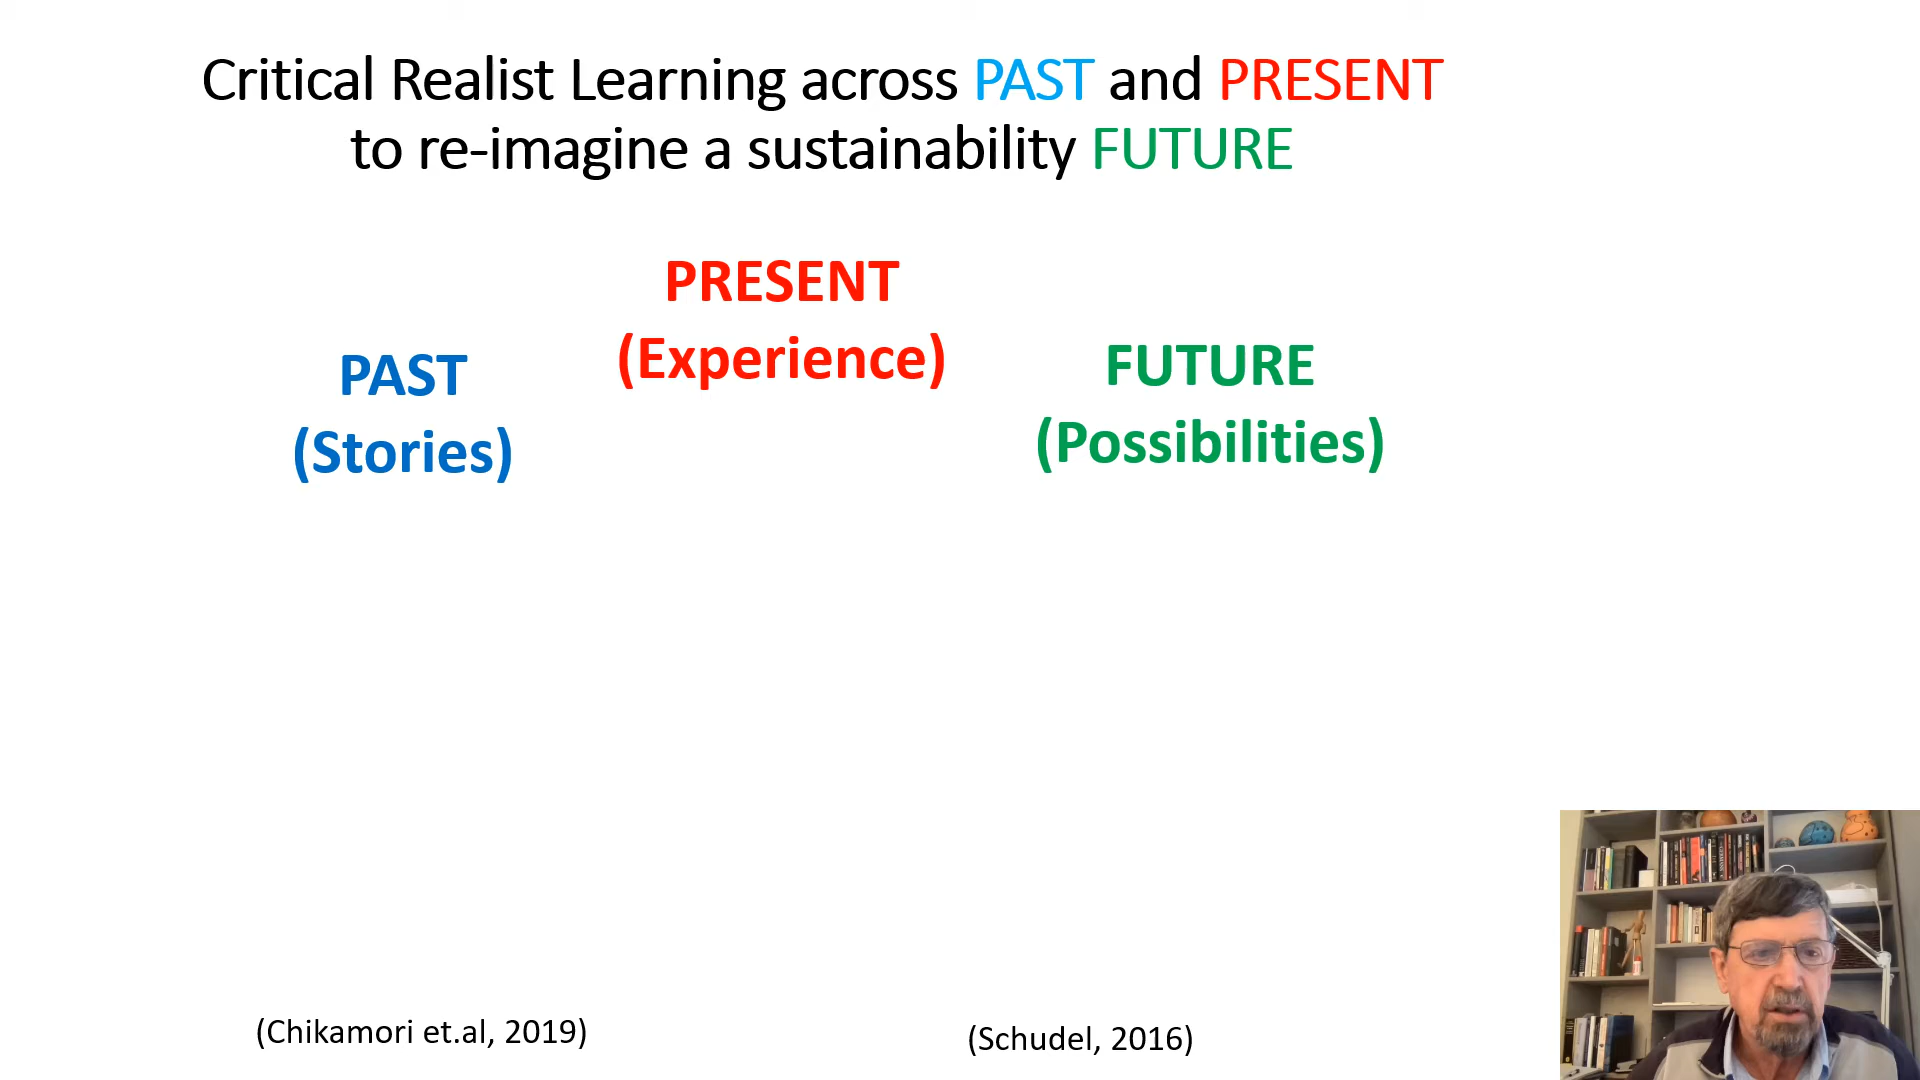 Critical Realist Learning across PAST and PRESENT
to re-imagine a sustainability FUTURE
PRESENT
(Experience)
PAST
(Stories)
FUTURE
(Possibilities)
(Chikamori et.al, 2019)
(Schudel, 2016)